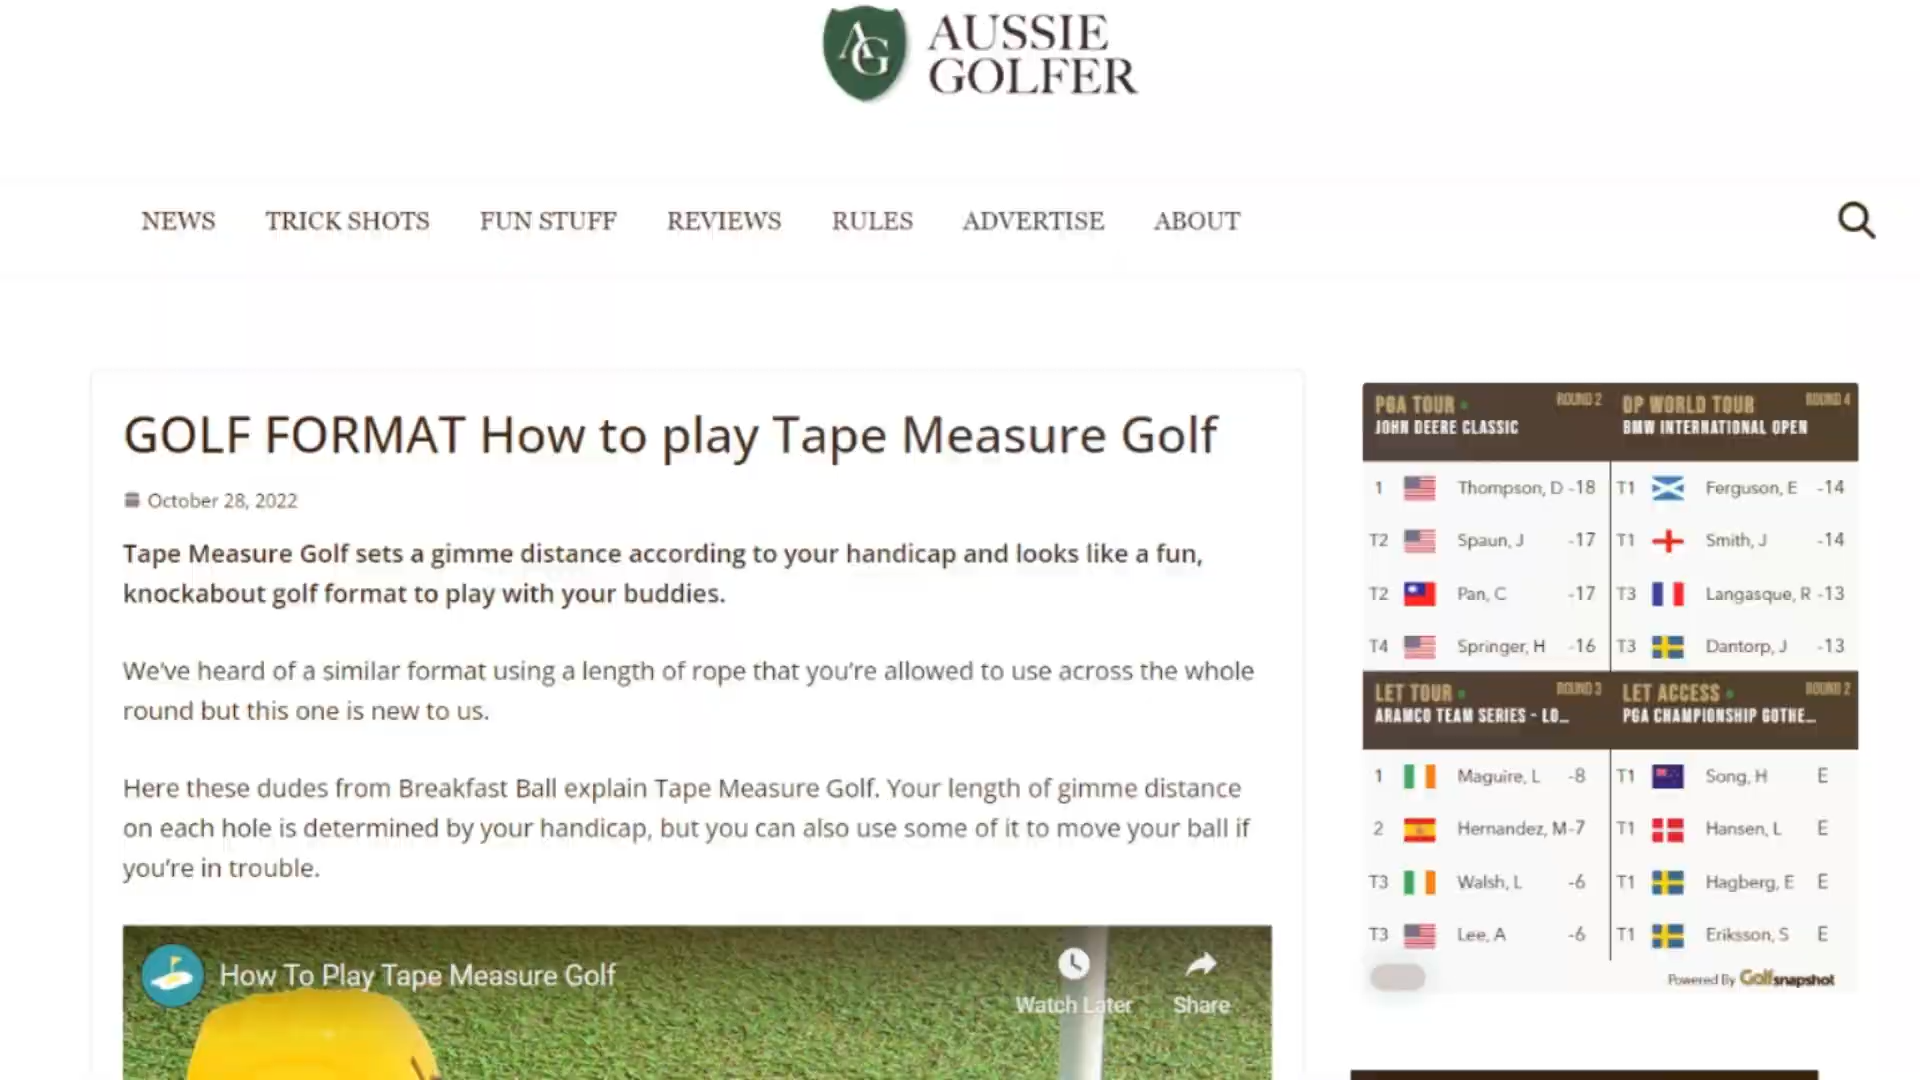 AUSSIE
GOLFER
NEWS TRICK SHOTS FUN STUFF REVIEWS RULES ADVERTISE ABOUT
GOLF FORMAT How to play Tape Measure Golf
October 28, 2022
Tape Measure Golf sets a gimme distance according to your handicap and looks like a fun,
knockabout golf format to play with your buddies.
We've heard of a similar format using a length of rope that you're allowed to use across the whole
round but this one is new to us.
Here these dudes from Breakfast Ball explain Tape Measure Golf. Your length of gimme distance
on each hole is determined by your handicap, but you can also use some of it to move your ball if
you're in trouble.
How To Play Tape Measure Golf
Watch Later Share
PGA TOUR ROUND 2
JOHN DEERE CLASSIC
1 Thompson, D -18
T2 Spaun, J -17
T2 Pan, C -17
T4 Springer, H -16
DP WORLD TOUR ROUND 4
BMW INTERNATIONAL OPEN
T1 Ferguson, E -14
T1 Smith, J -14
T3 Langasque, R -13
T3 Dantorp, J -13
LET TOUR ROUND 3
ARAMCO TEAM SERIES - LO...
1 Maguire, L -8
2 Hernandez, M -7
T3 Walsh, L -6
T3 Lee, A -6
LET ACCESS ROUND 2
PGA CHAMPIONSHIP GOTHE...
T1 Song, H E
T1 Hansen, L E
T1 Hagberg, E E
T1 Eriksson, S E
Powered By Golfsnapshot